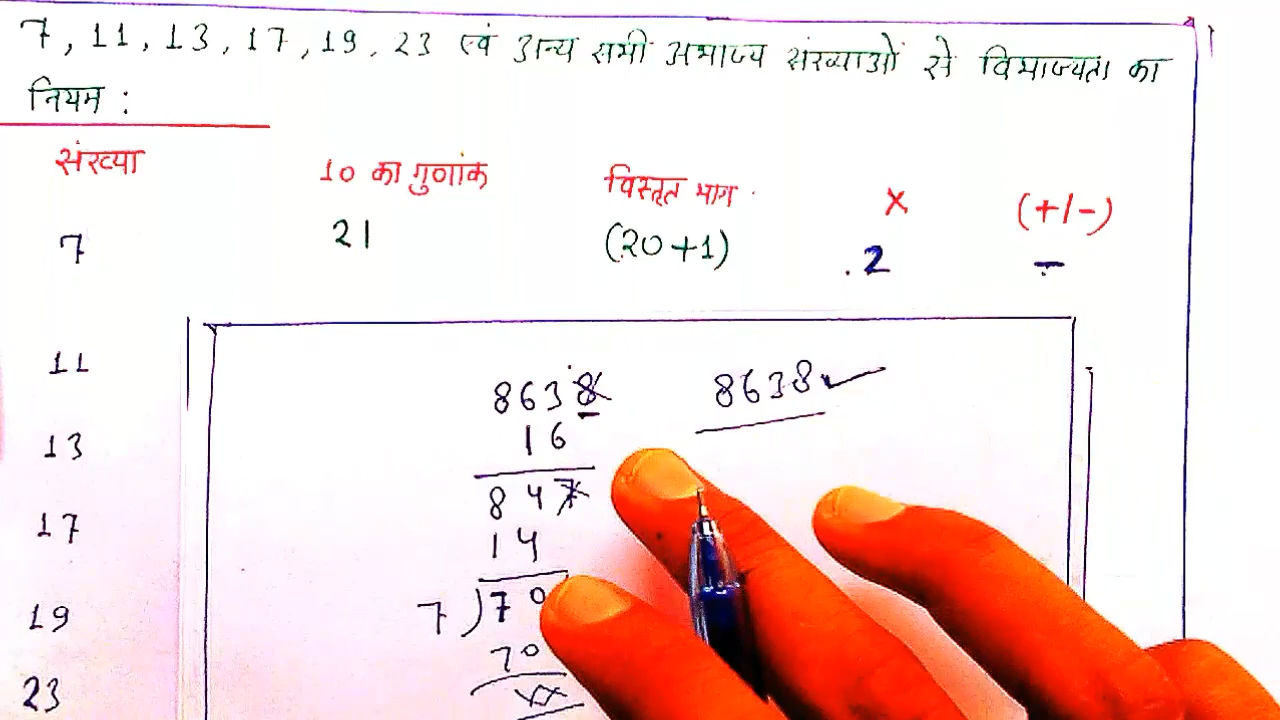 7, 11, 13, 17, 19, 23 एवं अन्य सभी अभाज्य संख्याओं से विभाज्यता का
नियम :
संख्या 10 का गुणांक विस्तृत भाग × (+/-)
7 21 (20+1) .2 -
11
13
17
19
23
8638 8638 ✓
16
847
14
7)70
70
××